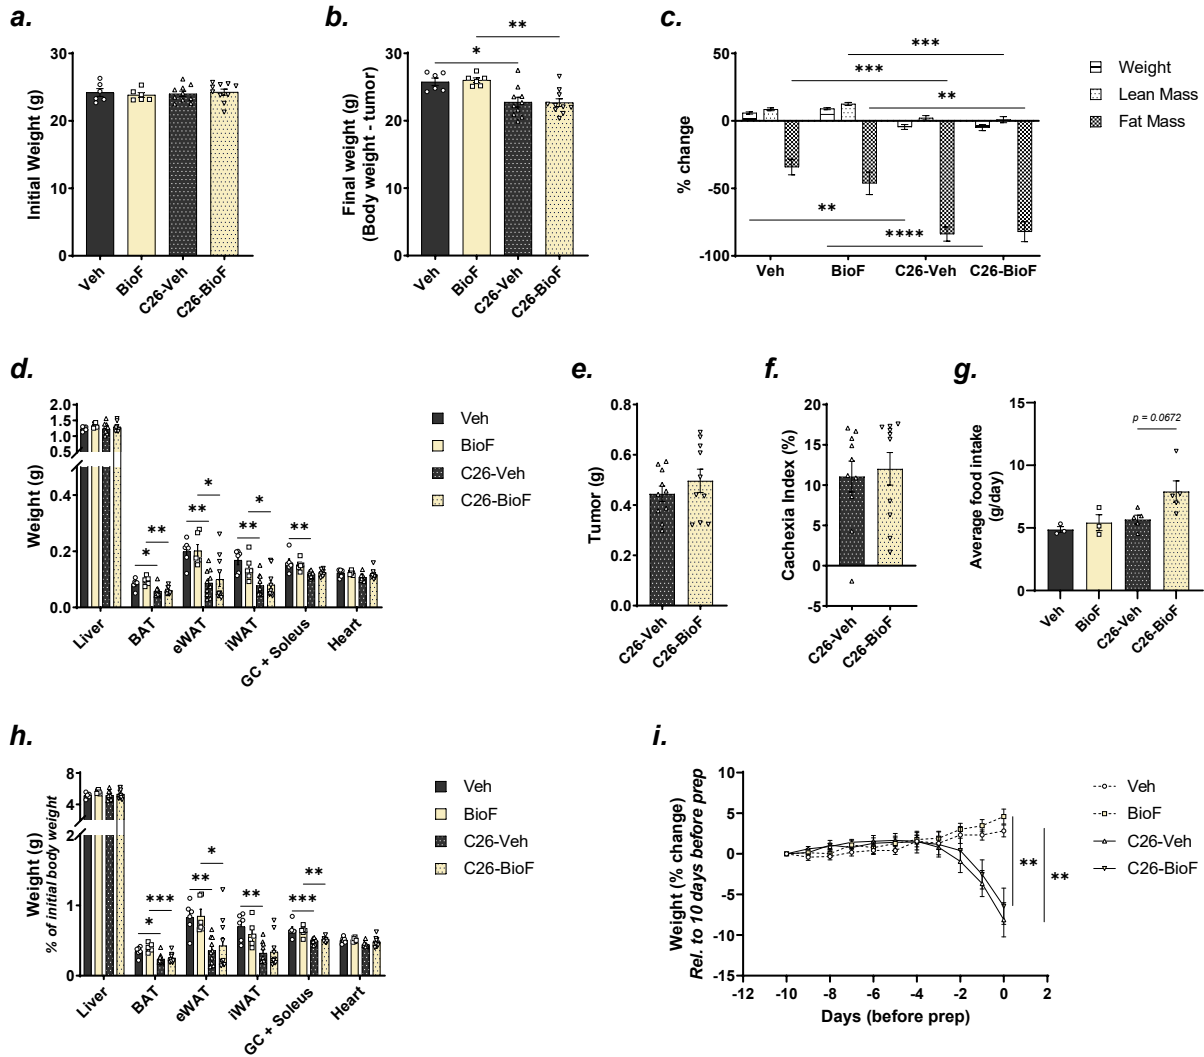 a.
Initial Weight (g)
30
20
10
0
Veh
BioF
C26-Veh
C26-BioF
b.
Final weight (g)
(Body weight - tumor)
30
20
10
0
**
*
Veh
BioF
C26-Veh
C26-BioF
c.
% change
50
0
-50
-100
***
***
**
**
****
Veh
BioF
C26-Veh
C26-BioF
Weight
Lean Mass
Fat Mass
d.
Weight (g)
2.0
1.5
1.0
0.5
0.4
0.2
0.0
*
**
**
*
**
*
**
Liver
BAT
eWAT
iWAT
GC + Soleus
Heart
Veh
BioF
C26-Veh
C26-BioF
e.
Tumor (g)
0.8
0.6
0.4
0.2
0.0
C26-Veh
C26-BioF
f.
Cachexia Index (%)
20
15
10
5
0
-5
C26-Veh
C26-BioF
g.
Average food intake
(g/day)
15
10
5
0
p = 0.0672
Veh
BioF
C26-Veh
C26-BioF
h.
Weight (g)
% of initial body weight
8
4
2
1
0
*
***
**
*
**
***
**
Liver
BAT
eWAT
iWAT
GC + Soleus
Heart
Veh
BioF
C26-Veh
C26-BioF
i.
Weight (% change)
Rel. to 10 days before prep
10
5
0
-5
-10
-15
-12
-10
-8
-6
-4
-2
0
2
Days (before prep)
**
**
Veh
BioF
C26-Veh
C26-BioF